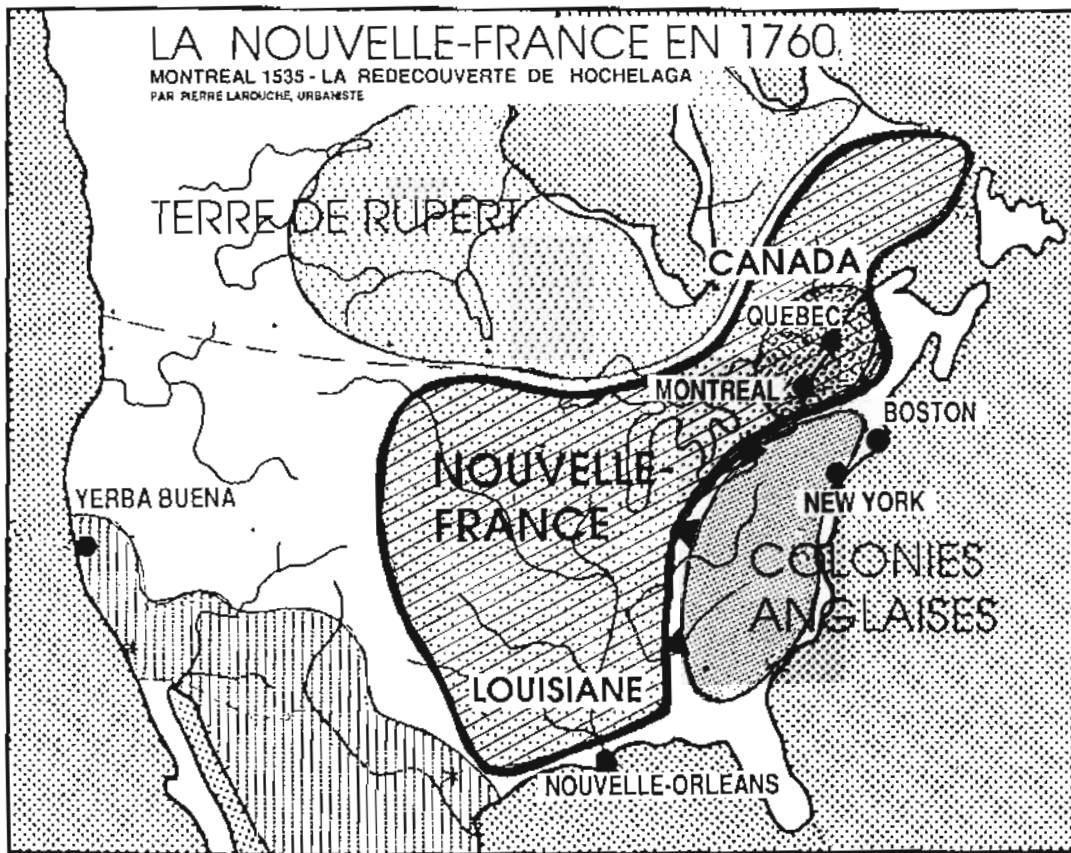 LA NOUVELLE-FRANCE EN 1760
MONTREAL 1535 - LA REDECOUVERTE DE HOCHELAGA
PAR PIERRE LAROUCHE, URBANISTE
TERRE DE RUPERT
CANADA
QUEBEC
MONTREAL
BOSTON
NOUVELLE-
FRANCE
YERBA BUENA
NEW YORK
COLONIES
ANGLAISES
LOUISIANE
NOUVELLE-ORLEANS